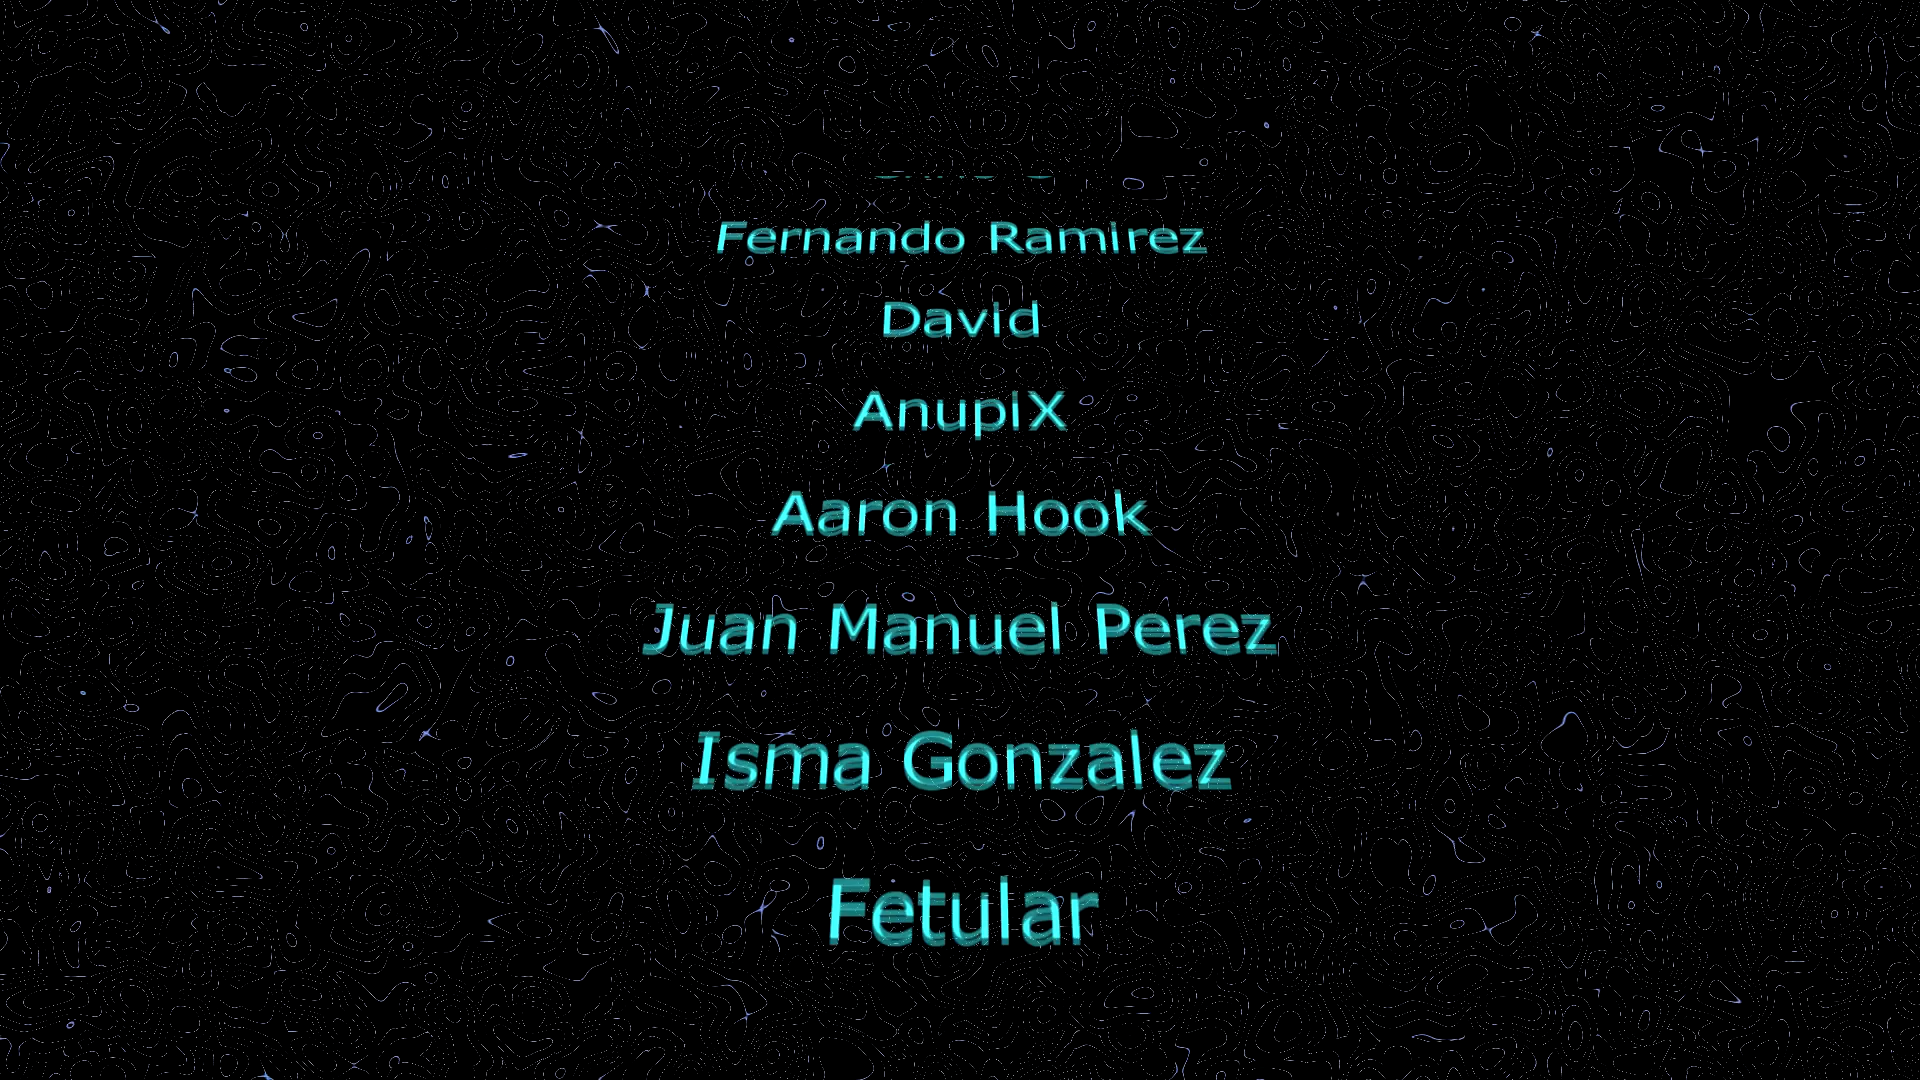 Fernando Ramirez
David
AnupiX
Aaron Hook
Juan Manuel Perez
Isma Gonzalez
Fetular